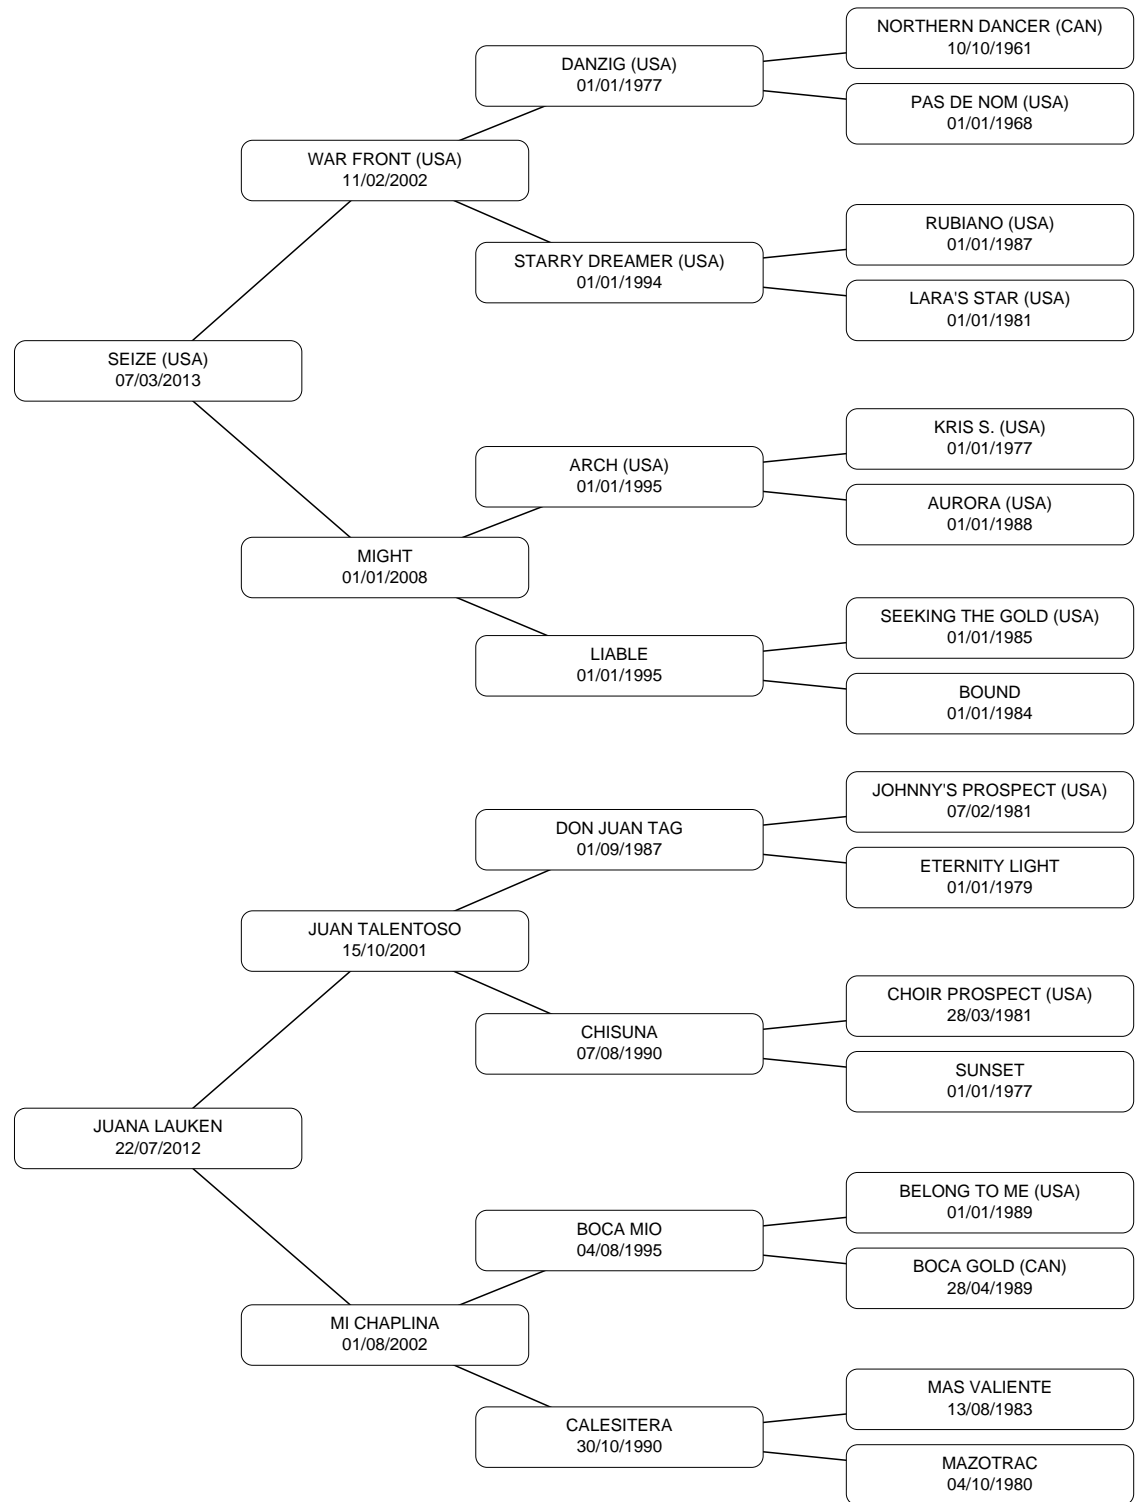 NORTHERN DANCER (CAN)
10/10/1961
DANZIG (USA)
01/01/1977
PAS DE NOM (USA)
01/01/1968
WAR FRONT (USA)
11/02/2002
RUBIANO (USA)
01/01/1987
STARRY DREAMER (USA)
01/01/1994
LARA'S STAR (USA)
01/01/1981
SEIZE (USA)
07/03/2013
KRIS S. (USA)
01/01/1977
ARCH (USA)
01/01/1995
AURORA (USA)
01/01/1988
MIGHT
01/01/2008
SEEKING THE GOLD (USA)
01/01/1985
LIABLE
01/01/1995
BOUND
01/01/1984
JOHNNY'S PROSPECT (USA)
07/02/1981
DON JUAN TAG
01/09/1987
ETERNITY LIGHT
01/01/1979
JUAN TALENTOSO
15/10/2001
CHOIR PROSPECT (USA)
28/03/1981
CHISUNA
07/08/1990
SUNSET
01/01/1977
JUANA LAUKEN
22/07/2012
BELONG TO ME (USA)
01/01/1989
BOCA MIO
04/08/1995
BOCA GOLD (CAN)
28/04/1989
MI CHAPLINA
01/08/2002
MAS VALIENTE
13/08/1983
CALESITERA
30/10/1990
MAZOTRAC
04/10/1980